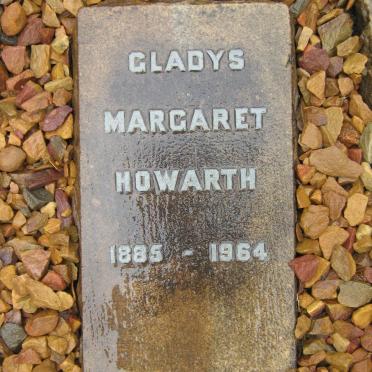 GLADYS
MARGARET
HOWARTH
1885 - 1964